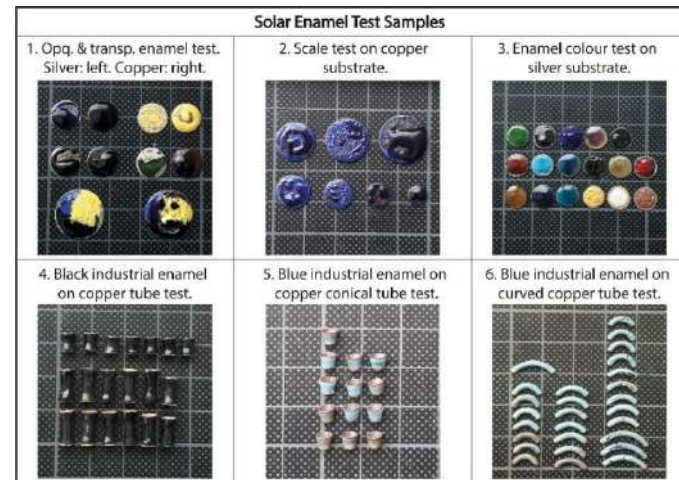 Solar Enamel Test Samples
1. Opq. & transp. enamel test.
Silver: left. Copper: right.
2. Scale test on copper
substrate.
3. Enamel colour test on
silver substrate.
4. Black industrial enamel
on copper tube test.
5. Blue industrial enamel on
copper conical tube test.
6. Blue industrial enamel on
curved copper tube test.